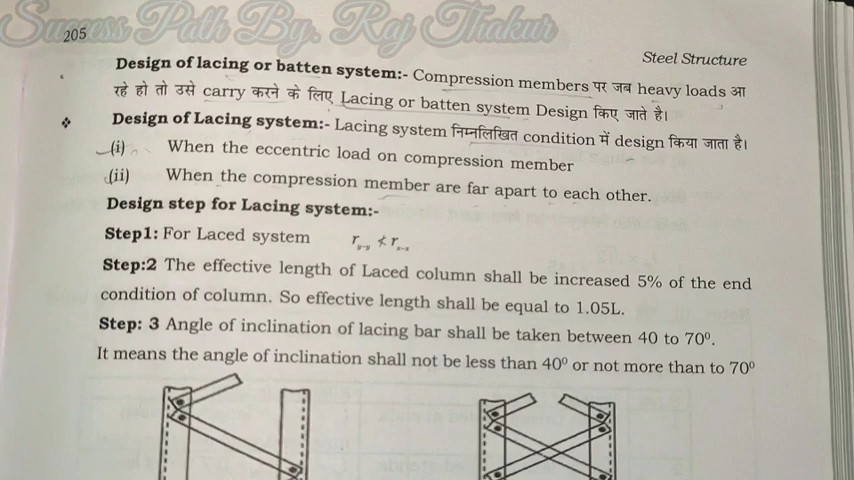 Success Path By. Raj Thakur
205
Steel Structure
Design of lacing or batten system:- Compression members पर जब heavy loads आ
रहे हो तो उसे carry करने के लिए Lacing or batten system Design किए जाते है।
❖ Design of Lacing system:- Lacing system निम्नलिखित condition में design किया जाता है।
(i) When the eccentric load on compression member
(ii) When the compression member are far apart to each other.
Design step for Lacing system:-
Step1: For Laced system r_y-y ≮ r_x-x
Step:2 The effective length of Laced column shall be increased 5% of the end
condition of column. So effective length shall be equal to 1.05L.
Step: 3 Angle of inclination of lacing bar shall be taken between 40 to 70⁰.
It means the angle of inclination shall not be less than 40⁰ or not more than to 70⁰